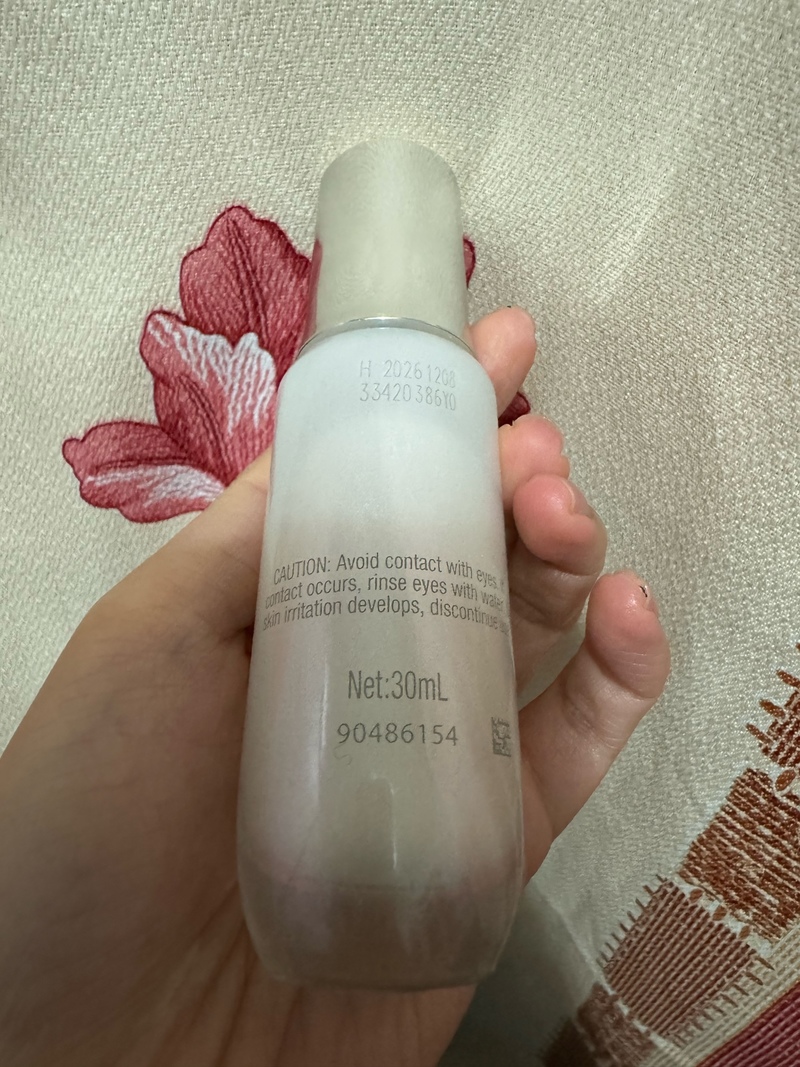 H 20261208
33420386Y0
CAUTION: Avoid contact with eyes.
contact occurs, rinse eyes with water
skin irritation develops, discontinue
Net:30mL
90486154